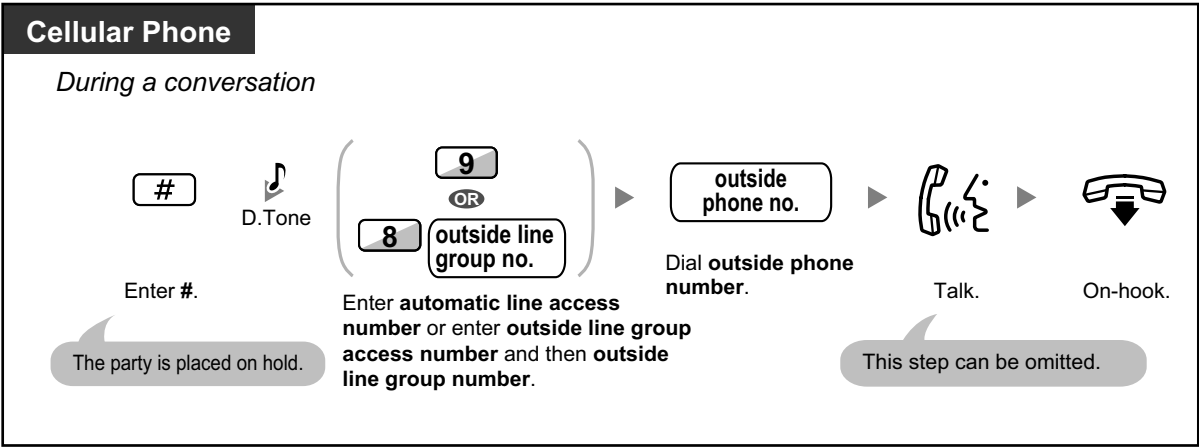 Cellular Phone
During a conversation
#
D.Tone
9
OR
8
outside line
group no.
outside
phone no.
Enter #.
The party is placed on hold.
Enter automatic line access
number or enter outside line group
access number and then outside
line group number.
Dial outside phone
number.
Talk.
This step can be omitted.
On-hook.